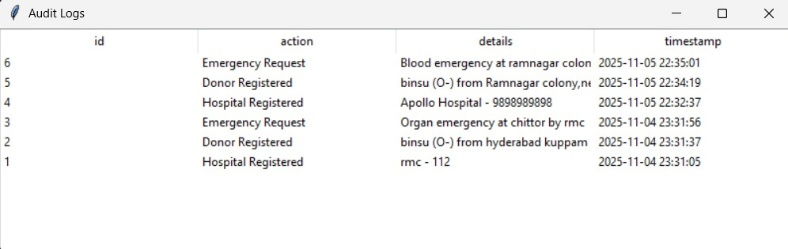 Audit Logs
id action details timestamp
6 Emergency Request Blood emergency at ramnagar colon 2025-11-05 22:35:01
5 Donor Registered binsu (O-) from Ramnagar colony,ne 2025-11-05 22:34:19
4 Hospital Registered Apollo Hospital - 9898989898 2025-11-05 22:32:37
3 Emergency Request Organ emergency at chittor by rmc 2025-11-04 23:31:56
2 Donor Registered binsu (O-) from hyderabad kuppam 2025-11-04 23:31:37
1 Hospital Registered rmc - 112 2025-11-04 23:31:05